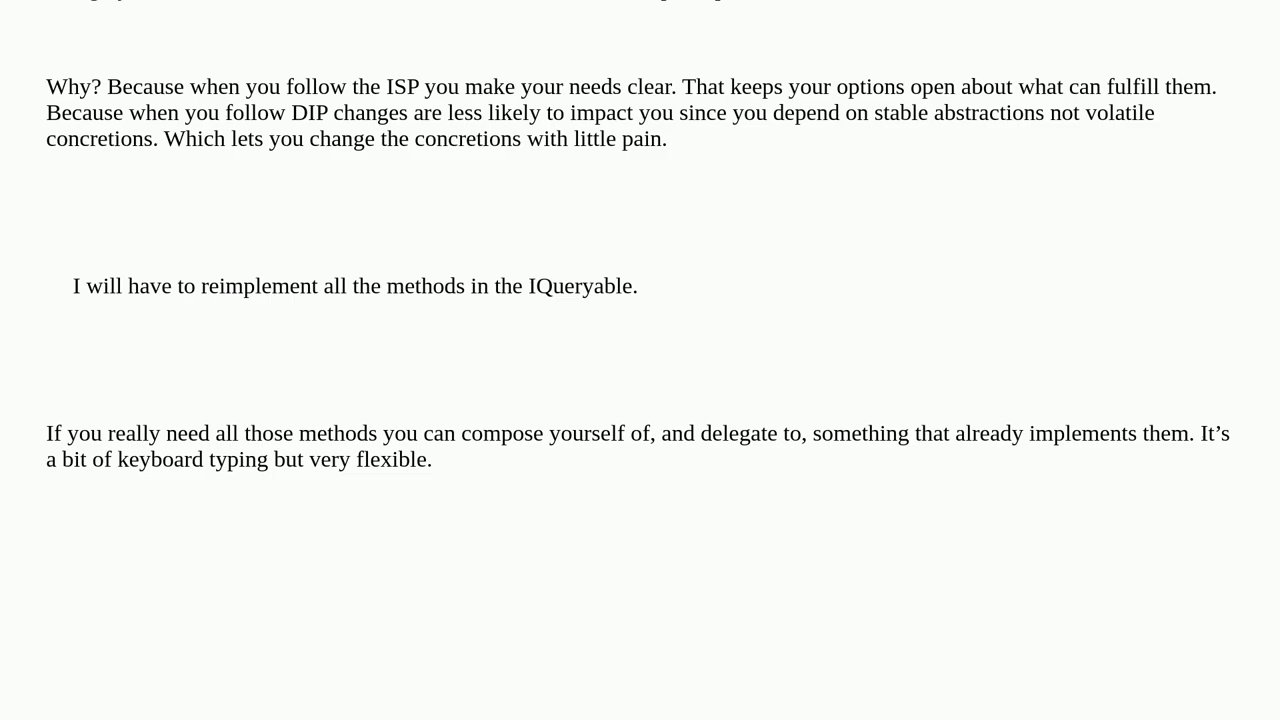 Why? Because when you follow the ISP you make your needs clear. That keeps your options open about what can fulfill them.
Because when you follow DIP changes are less likely to impact you since you depend on stable abstractions not volatile
concretions. Which lets you change the concretions with little pain.
I will have to reimplement all the methods in the IQueryable.
If you really need all those methods you can compose yourself of, and delegate to, something that already implements them. It’s
a bit of keyboard typing but very flexible.